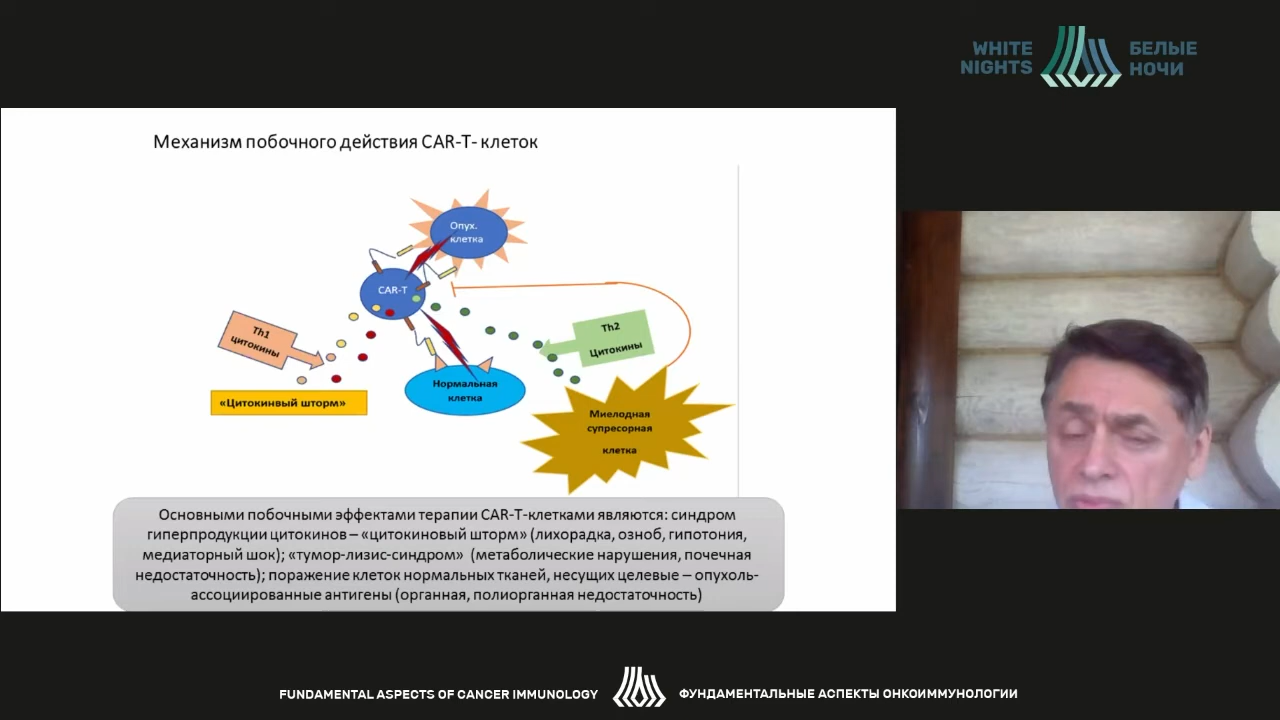 WHITE
NIGHTS
БЕЛЫЕ
НОЧИ
Механизм побочного действия CAR-T- клеток
Опух.
клетка
CAR-T
Th1
цитокины
Th2
Цитокины
«Цитокинвый шторм»
Нормальная
клетка
Миелодная
супресорная
клетка
Основными побочными эффектами терапии CAR-T-клетками являются: синдром
гиперпродукции цитокинов – «цитокиновый шторм» (лихорадка, озноб, гипотония,
медиаторный шок); «тумор-лизис-синдром» (метаболические нарушения, почечная
недостаточность); поражение клеток нормальных тканей, несущих целевые – опухоль-
ассоциированные антигены (органная, полиорганная недостаточность)
FUNDAMENTAL ASPECTS OF CANCER IMMUNOLOGY
ФУНДАМЕНТАЛЬНЫЕ АСПЕКТЫ ОНКОИММУНОЛОГИИ